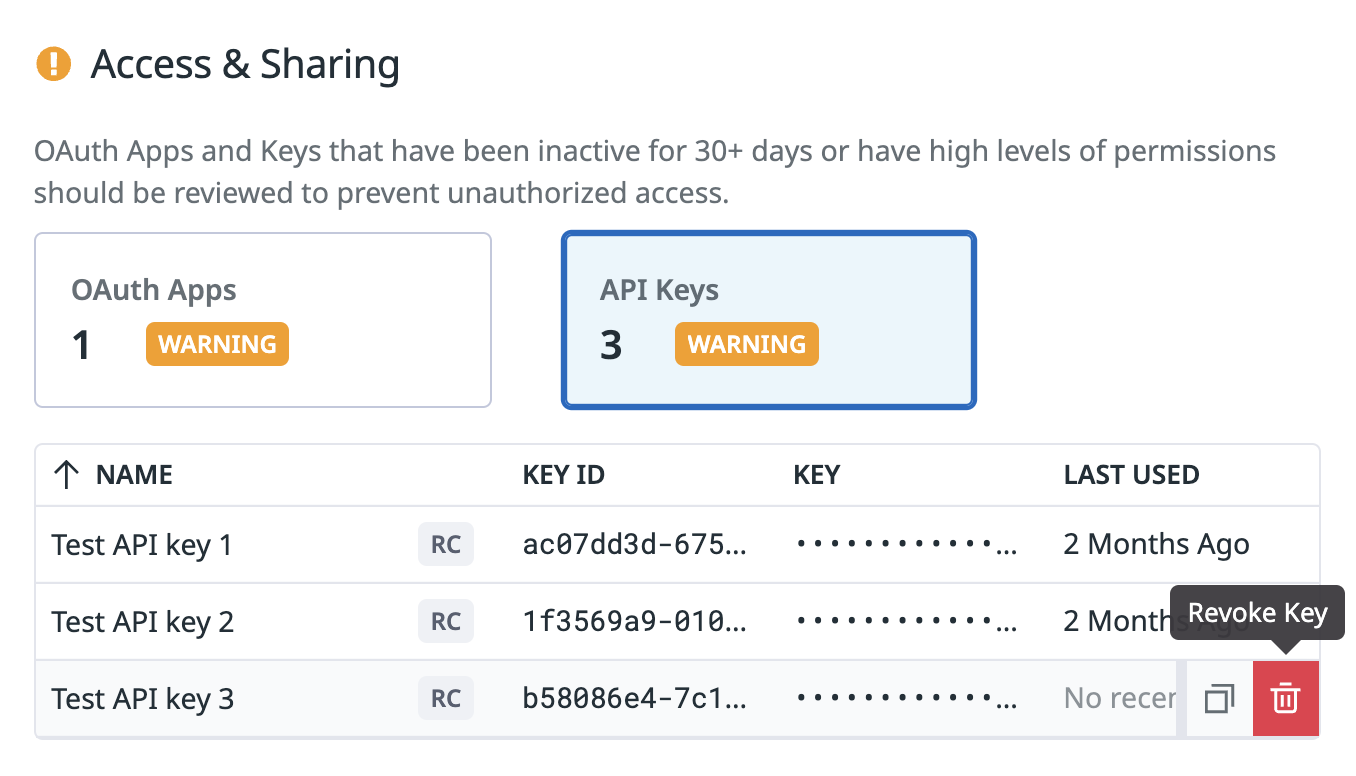 Access & Sharing
OAuth Apps and Keys that have been inactive for 30+ days or have high levels of permissions
should be reviewed to prevent unauthorized access.
OAuth Apps
1 WARNING
API Keys
3 WARNING
NAME KEY ID KEY LAST USED
Test API key 1 RC ac07dd3d-675... ••••••••••••... 2 Months Ago
Test API key 2 RC 1f3569a9-010... ••••••••••••... 2 Months Ago
Revoke Key
Test API key 3 RC b58086e4-7c1... ••••••••••••... No recen